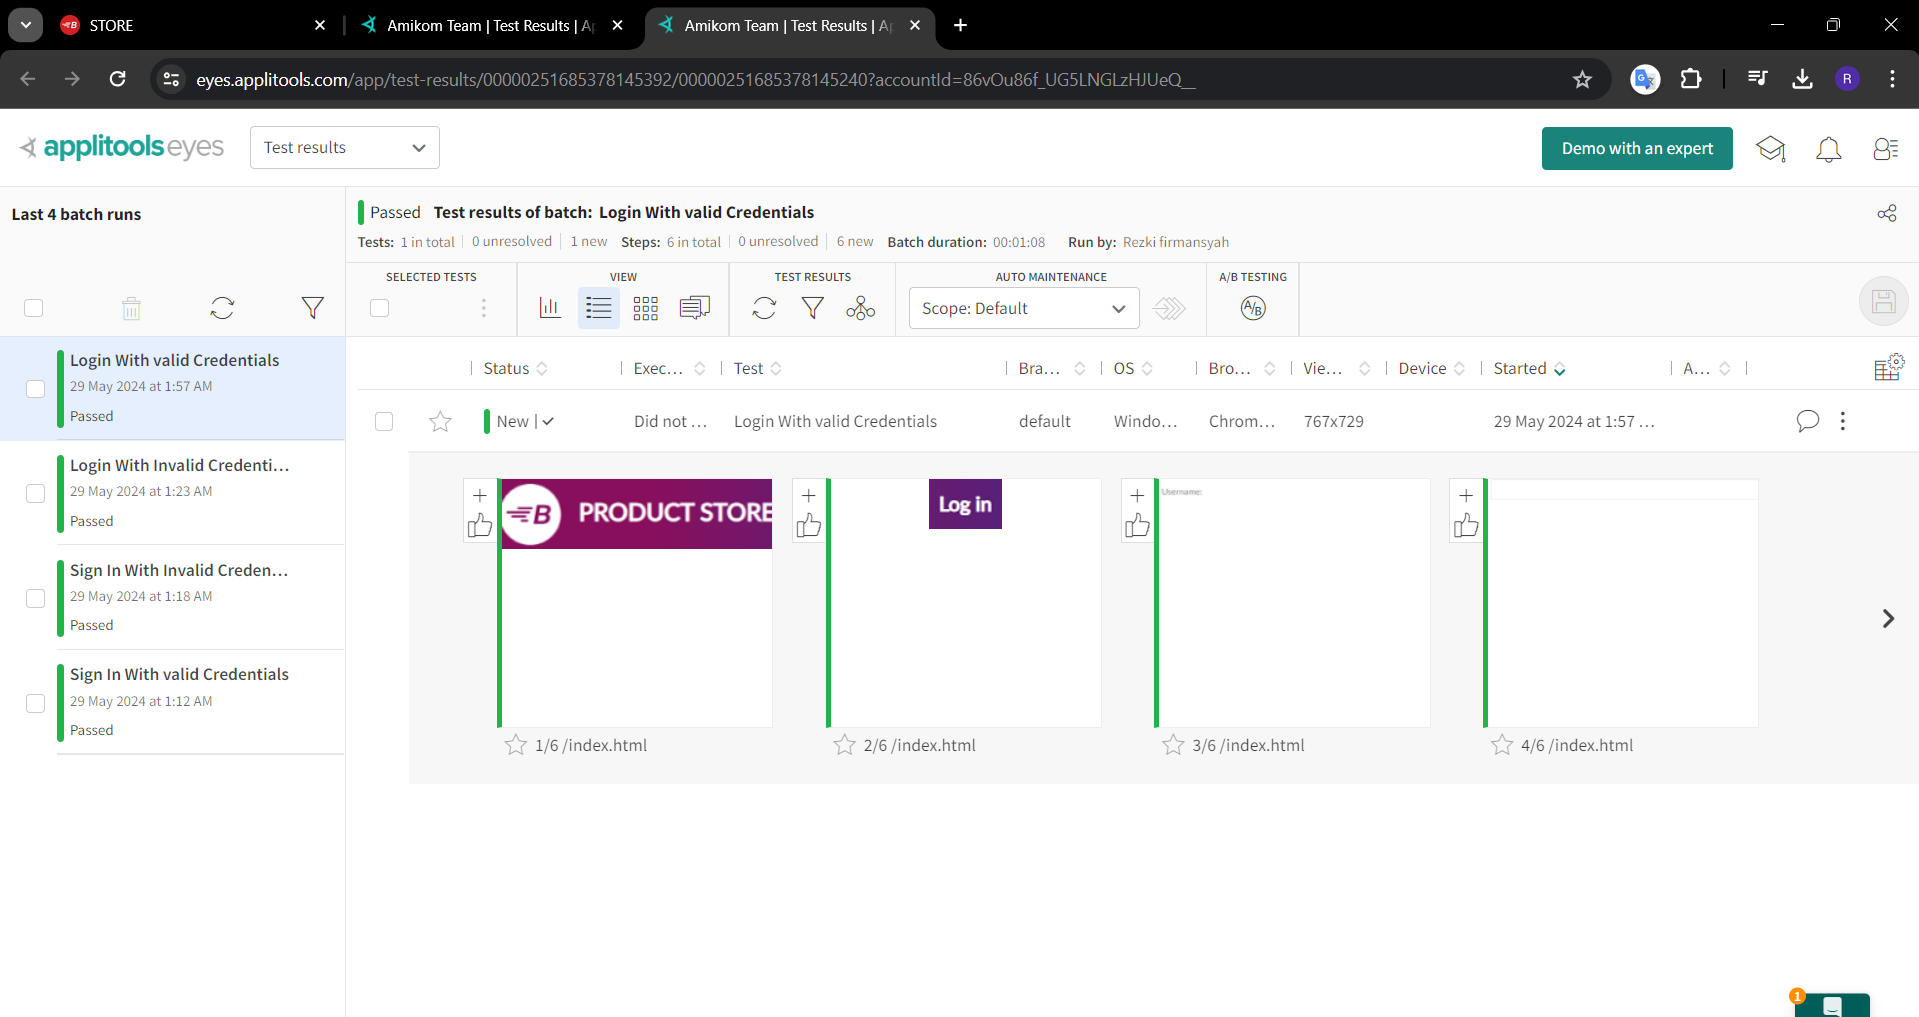 STORE
Amikom Team | Test Results | Ap
Amikom Team | Test Results | Ap
eyes.applitools.com/app/test-results/00000251685378145392/00000251685378145240?accountId=86vOu86f_UG5LNGLzHJUeQ__
R
applitools eyes
Test results
Demo with an expert
Last 4 batch runs
Passed Test results of batch: Login With valid Credentials
Tests: 1 in total 0 unresolved 1 new Steps: 6 in total 0 unresolved 6 new Batch duration: 00:01:08 Run by: Rezki firmansyah
SELECTED TESTS VIEW TEST RESULTS AUTO MAINTENANCE A/B TESTING
Scope: Default
A/B
Login With valid Credentials
29 May 2024 at 1:57 AM
Passed
Login With Invalid Credenti...
29 May 2024 at 1:23 AM
Passed
Sign In With Invalid Creden...
29 May 2024 at 1:18 AM
Passed
Sign In With valid Credentials
29 May 2024 at 1:12 AM
Passed
Status Exec... Test Bra... OS Bro... Vie... Device Started A...
New | Did not ... Login With valid Credentials default Windo... Chrom... 767x729 29 May 2024 at 1:57 ...
B PRODUCT STORE
Log in
Username:
1/6 /index.html
2/6 /index.html
3/6 /index.html
4/6 /index.html
1